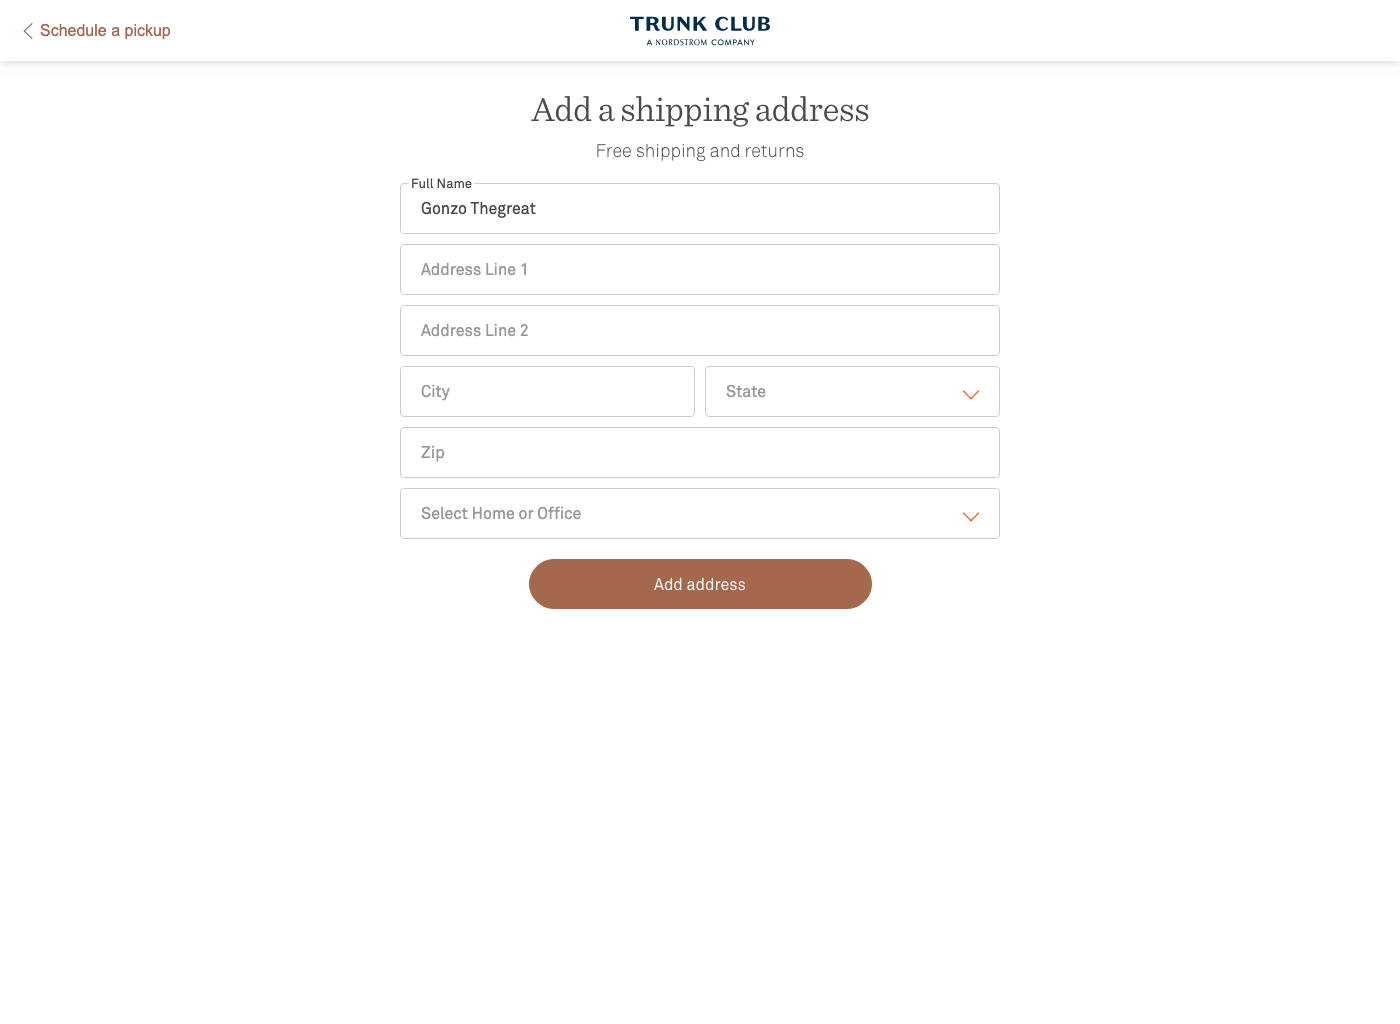 Schedule a pickup
TRUNK CLUB
A NORDSTROM COMPANY
Add a shipping address
Free shipping and returns
Full Name
Gonzo Thegreat
Address Line 1
Address Line 2
City
State
Zip
Select Home or Office
Add address